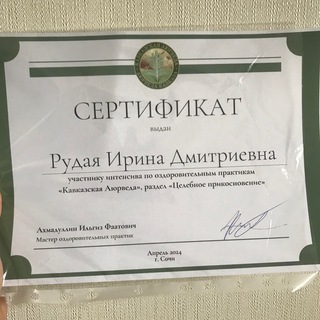 СЕРТИФИКАТ
выдан
Рудая Ирина Дмитриевна
участнику интенсива по оздоровительным практикам
«Кавказская Аюрведа», раздел «Целебное прикосновение»
Ахмадуллин Ильгиз Фаатович
Мастер оздоровительных практик
Апрель 2024
г. Сочи